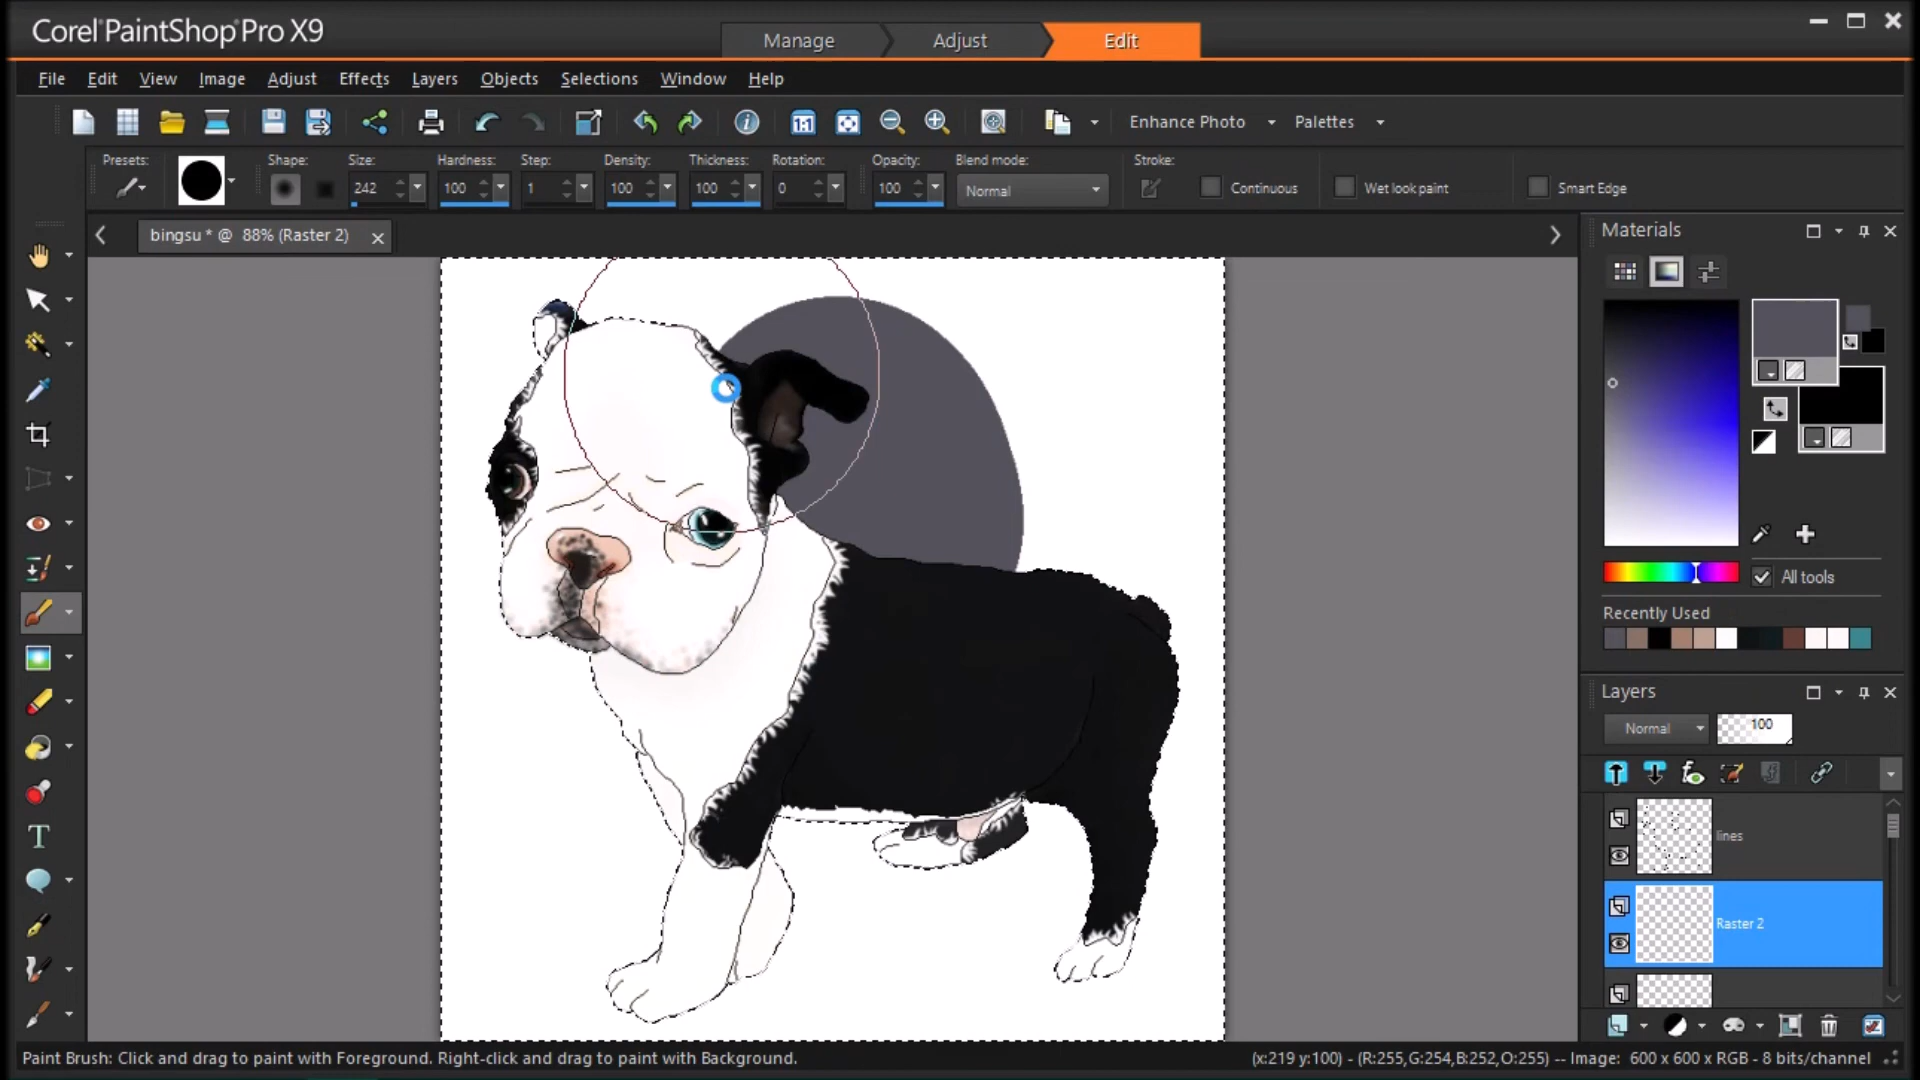 Corel® PaintShop® Pro X9
Manage
Adjust
Edit
File Edit View Image Adjust Effects Layers Objects Selections Window Help
1:1
Enhance Photo
Palettes
Presets: Shape: Size: Hardness: Step: Density: Thickness: Rotation: Opacity: Blend mode: Stroke:
242 100 1 100 100 0 100 Normal Continuous Wet look paint Smart Edge
bingsu * @ 88% (Raster 2)
Materials
All tools
Recently Used
Layers
Normal 100
lines
Raster 2
Paint Brush: Click and drag to paint with Foreground. Right-click and drag to paint with Background.
(x:219 y:100) - (R:255,G:254,B:252,O:255) -- Image: 600 x 600 x RGB - 8 bits/channel